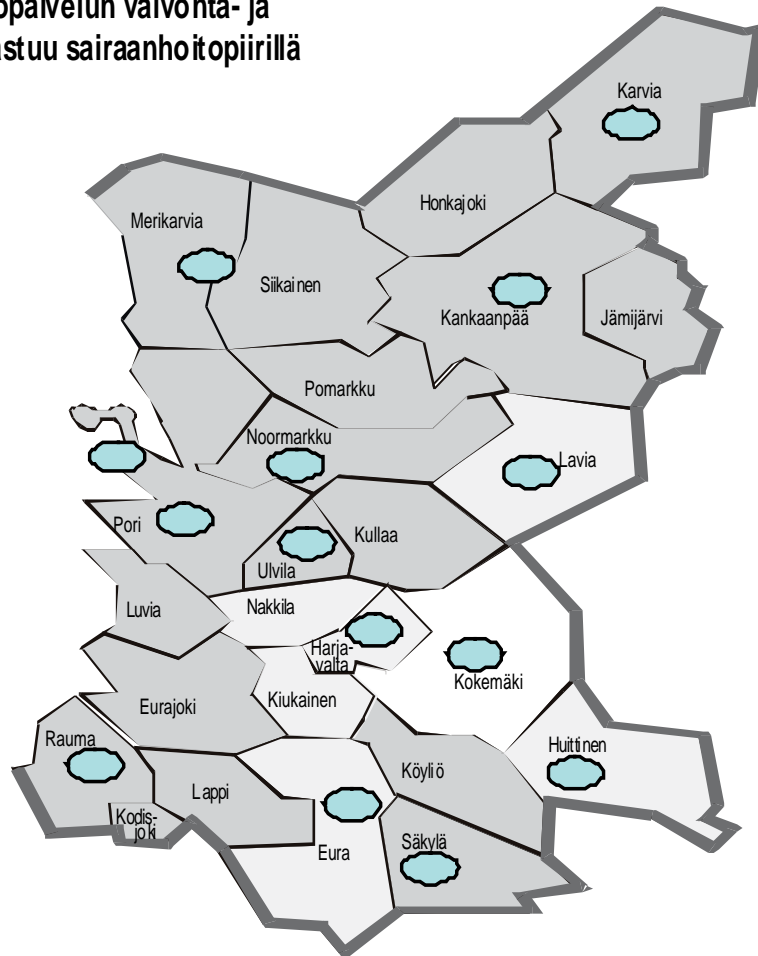 opalvelun valvonta- ja
astuu sairaanhoitopiirillä
Karvia
Honkajoki
Merikarvia
Siikainen
Kankaanpää
Jämijärvi
Pomarkku
Noormarkku
Lavia
Pori
Kullaa
Ulvila
Nakkila
Luvia
Harja-
valta
Kokemäki
Kiukainen
Eurajoki
Rauma
Huittinen
Köyliö
Lappi
Kodis-
joki
Säkylä
Eura